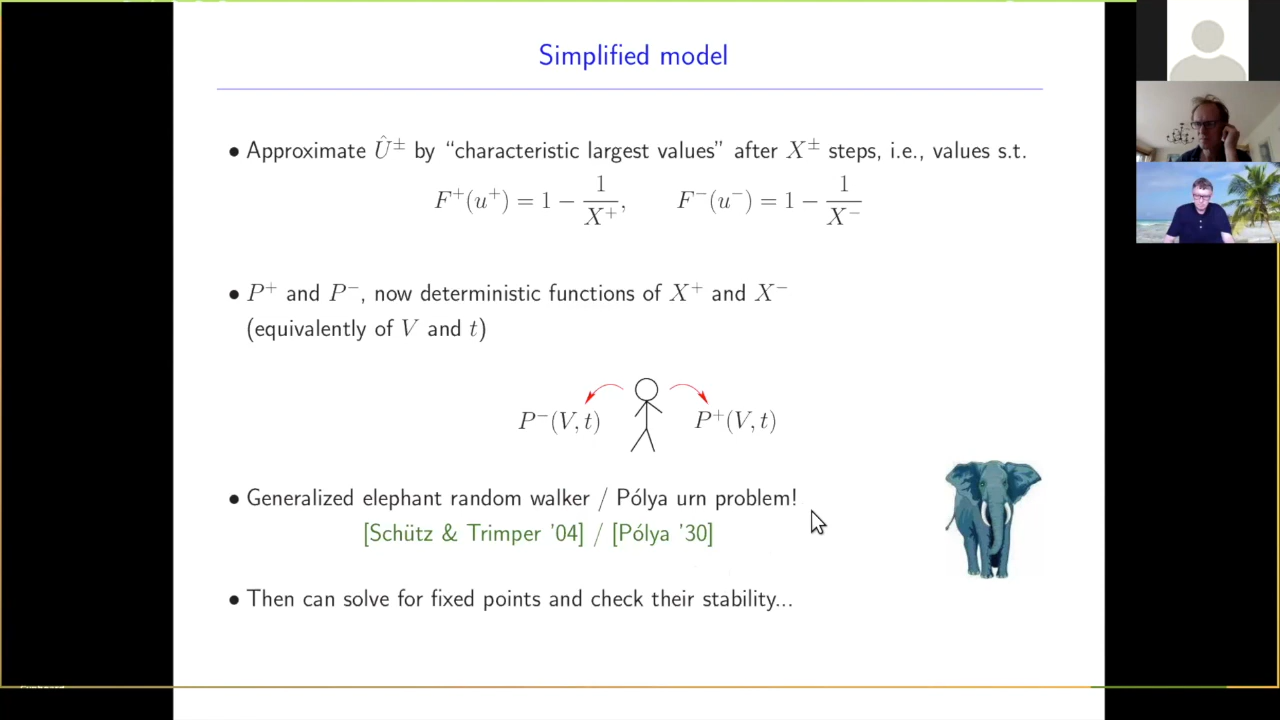 Simplified model
• Approximate Û± by “characteristic largest values” after X± steps, i.e., values s.t.
F⁺(u⁺) = 1 − 1/X⁺, F⁻(u⁻) = 1 − 1/X⁻
• P⁺ and P⁻, now deterministic functions of X⁺ and X⁻
(equivalently of V and t)
P⁻(V, t) P⁺(V, t)
• Generalized elephant random walker / Pólya urn problem!
[Schütz & Trimper '04] / [Pólya '30]
• Then can solve for fixed points and check their stability...